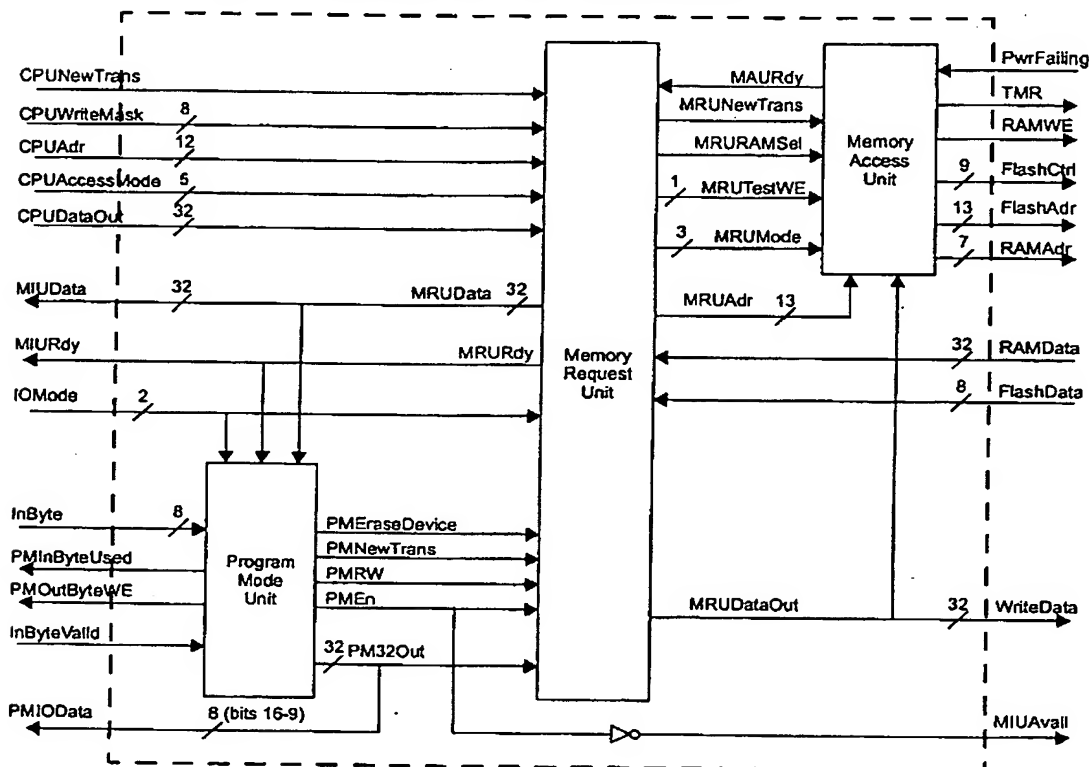 CPUNewTrans
CPUWriteMask 8
CPUAdr 12
CPUAccessMode 5
CPUDataOut 32
MIUData 32
MRUData 32
MIURdy
MRURdy
IOMode 2
InByte 8
PMInByteUsed
PMOutByteWE
InByteValid
PMIOData
8 (bits 16-9)
Program
Mode
Unit
PMEraseDevice
PMNewTrans
PMRW
PMEn
32 PM32Out
Memory
Request
Unit
MAURdy
MRUNewTrans
MRURAMSel
1 MRUTestWE
3 MRUMode
MRUAdr 13
MRUDataOut
Memory
Access
Unit
PwrFailing
TMR
RAMWE
9 FlashCtrl
13 FlashAdr
7 RAMAdr
32 RAMData
8 FlashData
32 WriteData
MIUAvail